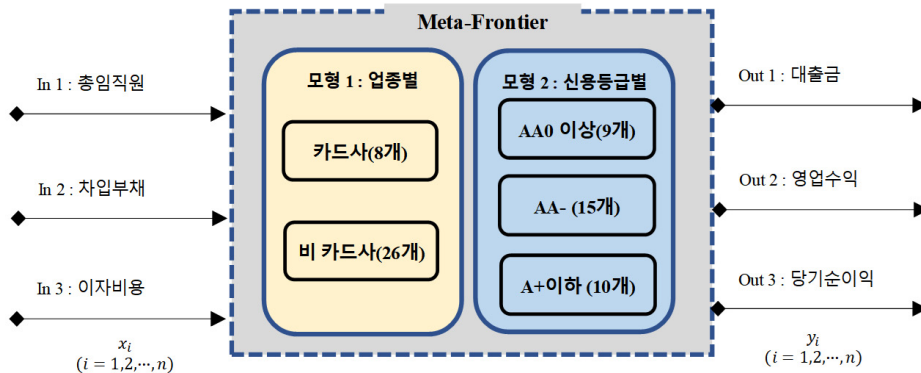 Meta-Frontier
In 1 : 총임직원
In 2 : 차입부채
In 3 : 이자비용
x_i
(i = 1,2,⋯,n)
모형 1 : 업종별
카드사(8개)
비 카드사(26개)
모형 2 : 신용등급별
AA0 이상(9개)
AA- (15개)
A+이하 (10개)
Out 1 : 대출금
Out 2 : 영업수익
Out 3 : 당기순이익
y_i
(i = 1,2,⋯,n)